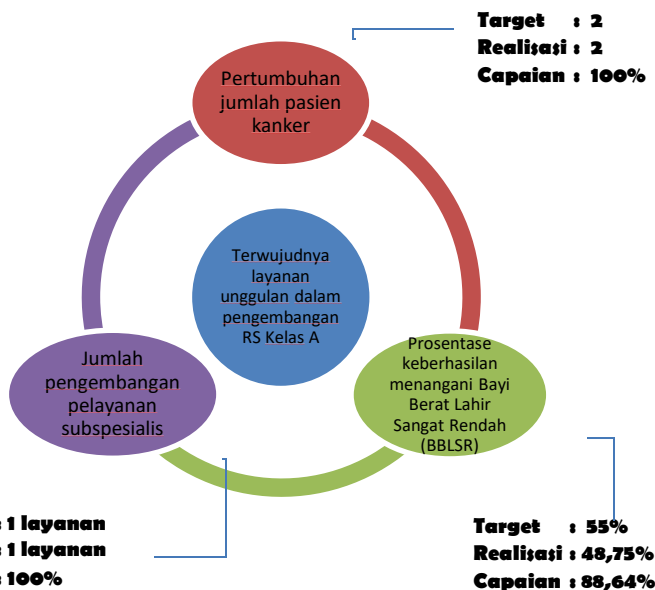 Target : 2
Realisasi : 2
Capaian : 100%
Pertumbuhan
jumlah pasien
kanker
Terwujudnya
layanan
unggulan dalam
pengembangan
RS Kelas A
Jumlah
pengembangan
pelayanan
subspesialis
Prosentase
keberhasilan
menangani Bayi
Berat Lahir
Sangat Rendah
(BBLSR)
: 1 layanan
: 1 layanan
: 100%
Target : 55%
Realisasi : 48,75%
Capaian : 88,64%